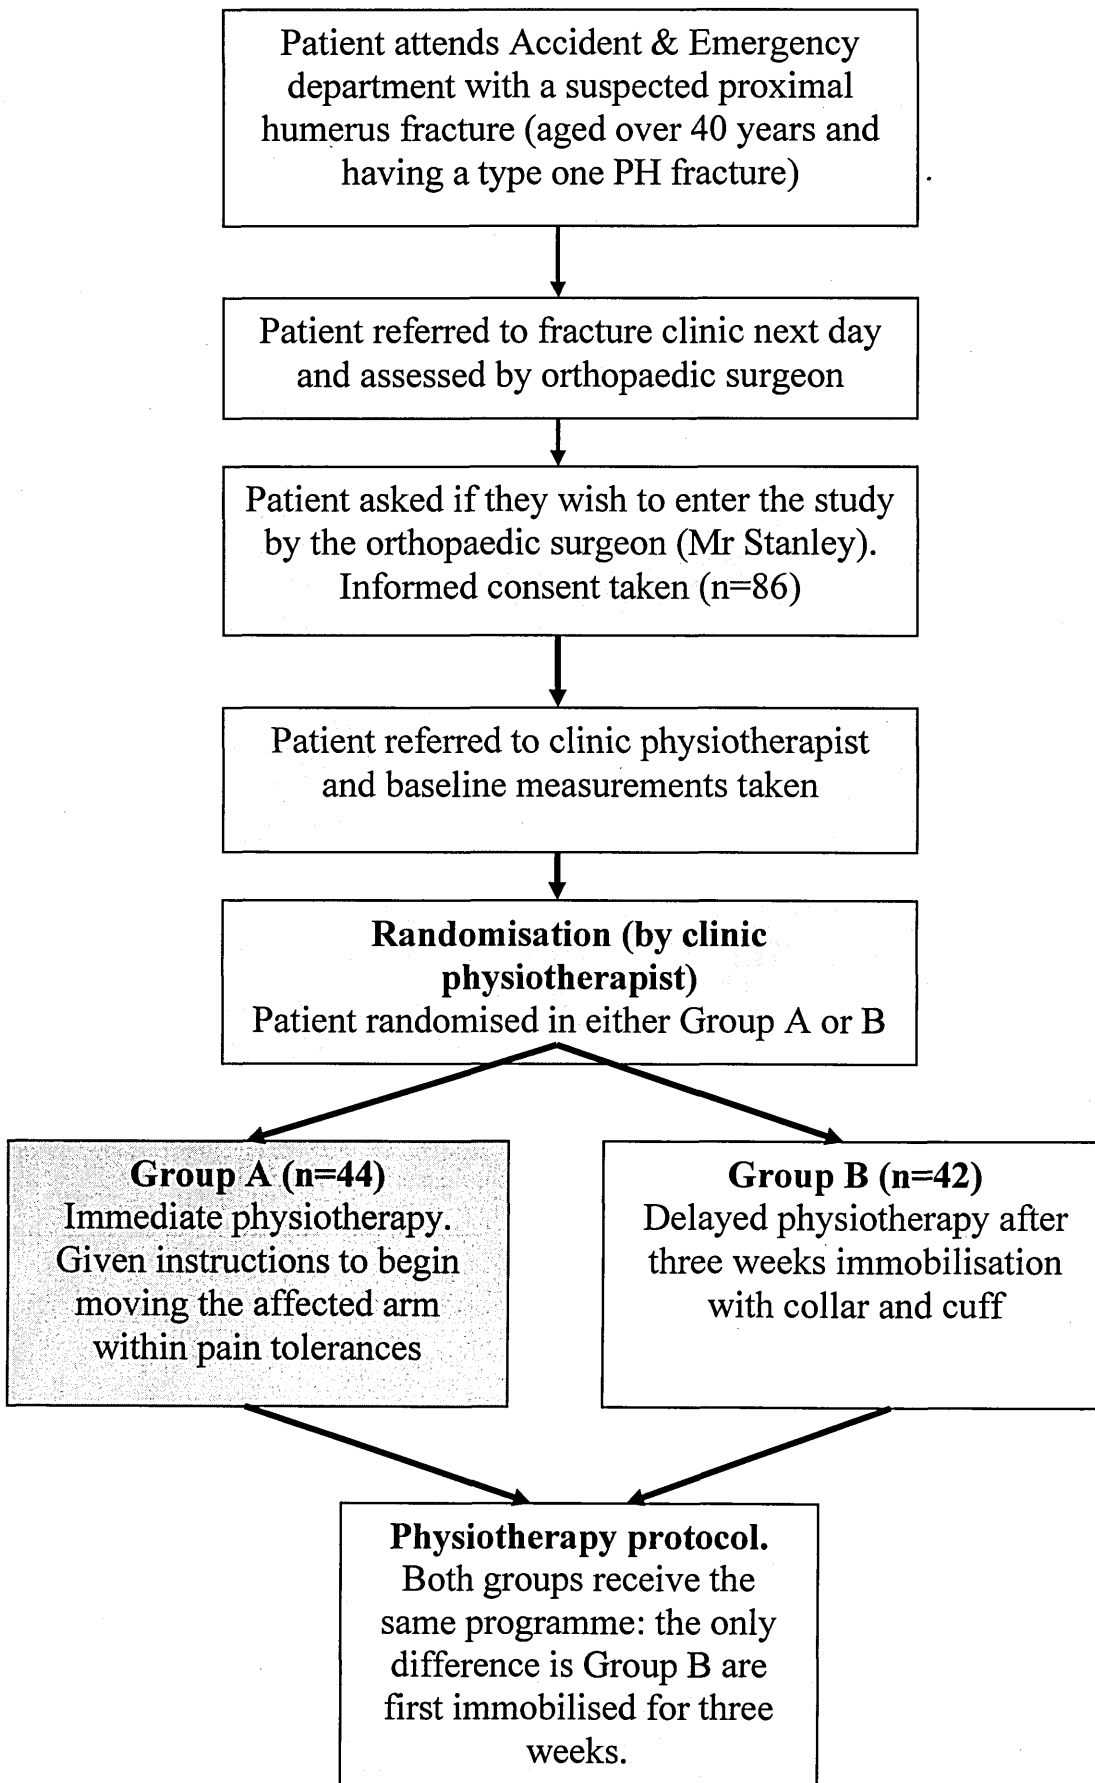 Patient attends Accident & Emergency
department with a suspected proximal
humerus fracture (aged over 40 years and
having a type one PH fracture)
Patient referred to fracture clinic next day
and assessed by orthopaedic surgeon
Patient asked if they wish to enter the study
by the orthopaedic surgeon (Mr Stanley).
Informed consent taken (n=86)
Patient referred to clinic physiotherapist
and baseline measurements taken
Randomisation (by clinic
physiotherapist)
Patient randomised in either Group A or B
Group A (n=44)
Immediate physiotherapy.
Given instructions to begin
moving the affected arm
within pain tolerances
Group B (n=42)
Delayed physiotherapy after
three weeks immobilisation
with collar and cuff
Physiotherapy protocol.
Both groups receive the
same programme: the only
difference is Group B are
first immobilised for three
weeks.